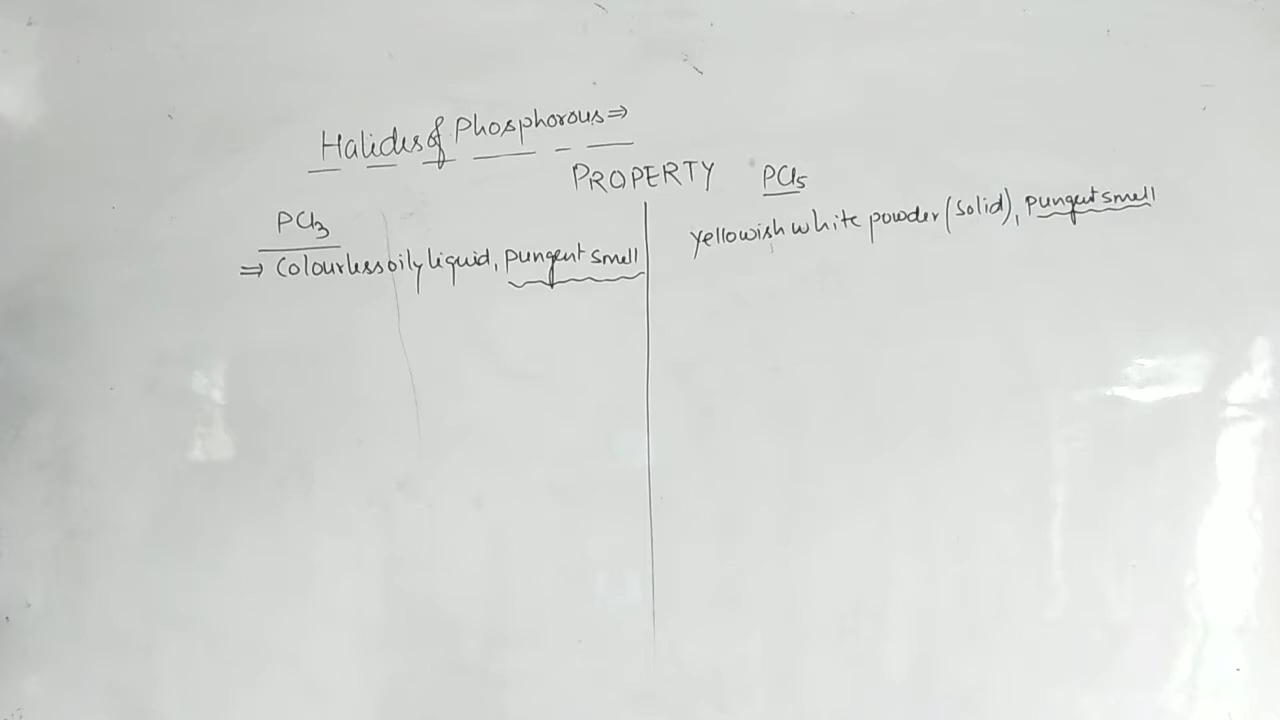 Halides of Phosphorous ⇒
PROPERTY
PCl3
⇒ Colourless oily liquid, pungent smell
PCl5
yellowish white powder (solid), pungent smell